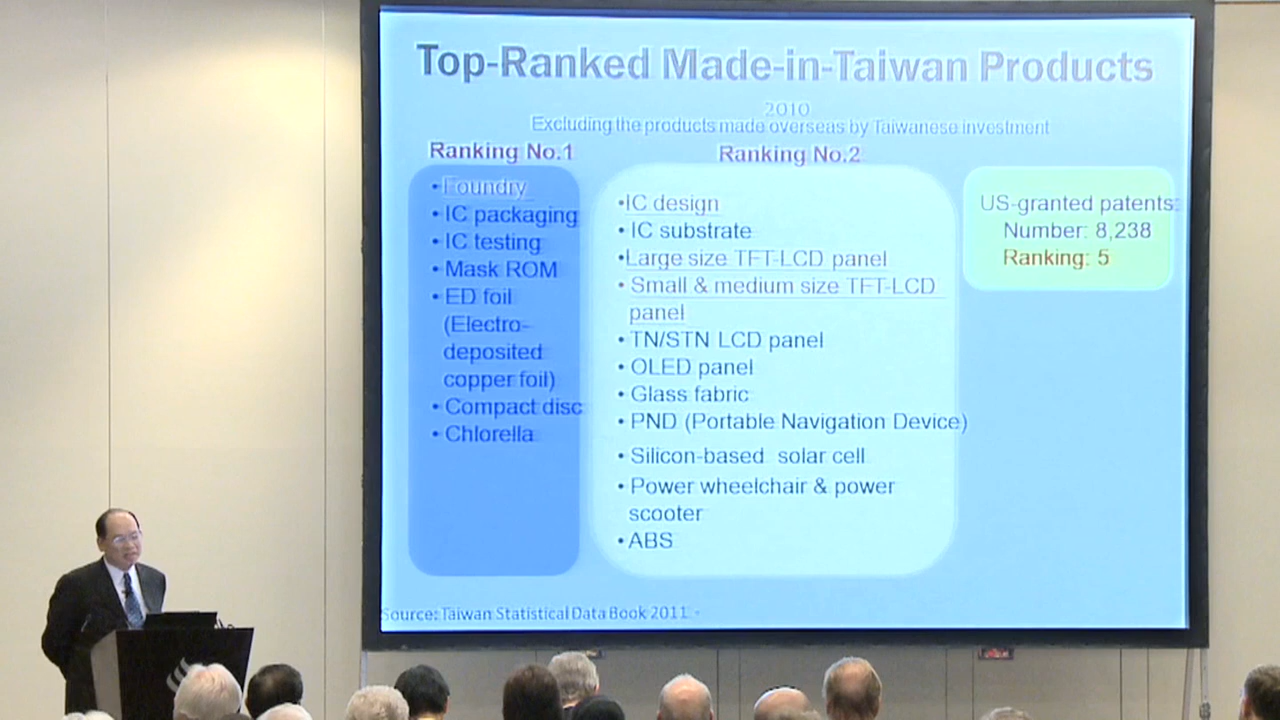 Top-Ranked Made-in-Taiwan Products
2010
Excluding the products made overseas by Taiwanese investment
Ranking No.1
• Foundry
• IC packaging
• IC testing
• Mask ROM
• ED foil
(Electro-
deposited
copper foil)
• Compact disc
• Chlorella
Ranking No.2
•IC design
• IC substrate
•Large size TFT-LCD panel
• Small & medium size TFT-LCD
panel
• TN/STN LCD panel
• OLED panel
• Glass fabric
• PND (Portable Navigation Device)
• Silicon-based solar cell
• Power wheelchair & power
scooter
• ABS
US-granted patents:
Number: 8,238
Ranking: 5
Source: Taiwan Statistical Data Book 2011 -